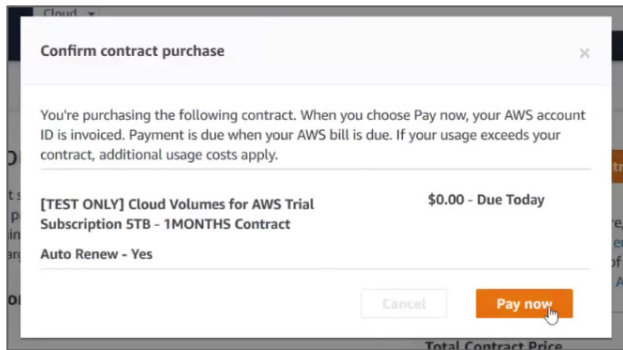 Cloud
Confirm contract purchase ×
You're purchasing the following contract. When you choose Pay now, your AWS account
ID is invoiced. Payment is due when your AWS bill is due. If your usage exceeds your
contract, additional usage costs apply.
[TEST ONLY] Cloud Volumes for AWS Trial $0.00 - Due Today
Subscription 5TB - 1MONTHS Contract
Auto Renew - Yes
Cancel Pay now
Total Contract Price